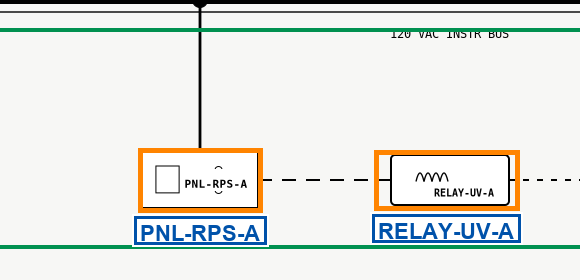 120 VAC INSTR BUS
PNL-RPS-A
RELAY-UV-A
PNL-RPS-A
RELAY-UV-A